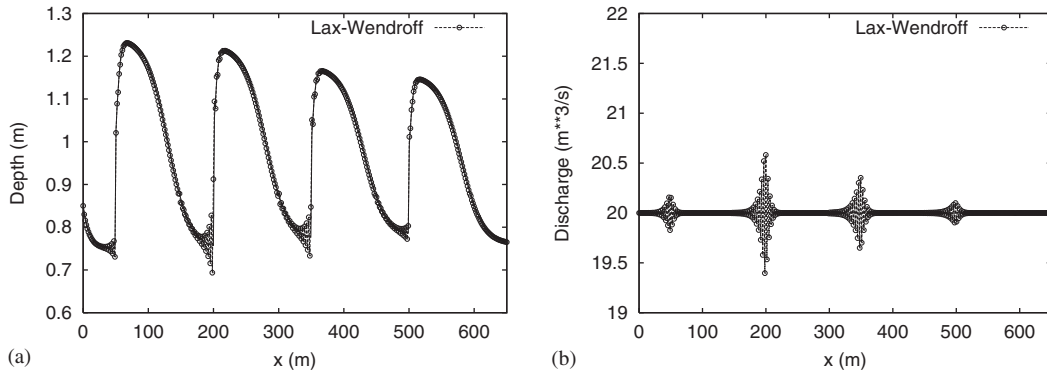 1.4
1.3
1.2
1.1
1
0.9
0.8
0.7
0.6
Depth (m)
Lax-Wendroff
0 100 200 300 400 500 600
x (m)
(a)
22
21.5
21
20.5
20
19.5
19
Discharge (m**3/s)
Lax-Wendroff
0 100 200 300 400 500 600
x (m)
(b)